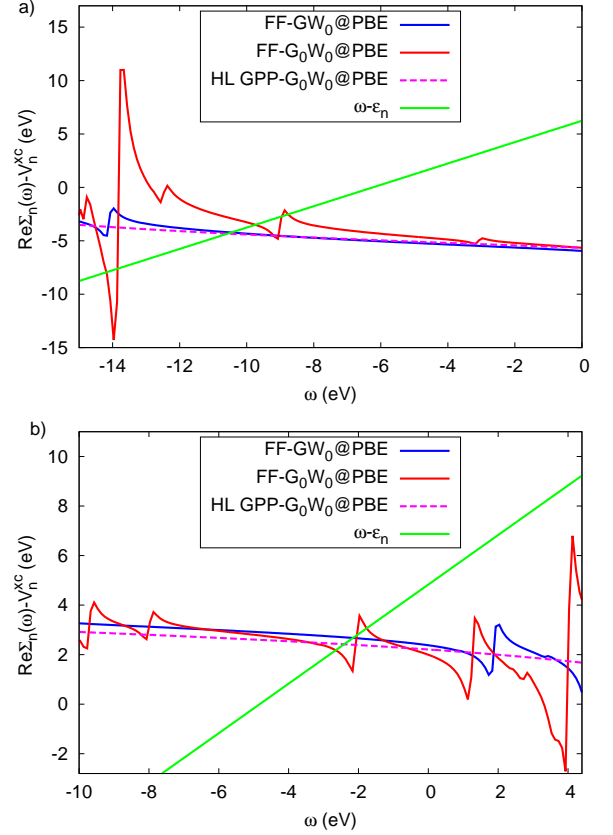 a)
FF-GW₀@PBE
FF-G₀W₀@PBE
HL GPP-G₀W₀@PBE
ω-εₙ
15
10
5
0
-5
-10
-15
ReΣₙ(ω)-Vₙˣᶜ (eV)
-14 -12 -10 -8 -6 -4 -2 0
ω (eV)
b)
FF-GW₀@PBE
FF-G₀W₀@PBE
HL GPP-G₀W₀@PBE
ω-εₙ
10
8
6
4
2
0
-2
ReΣₙ(ω)-Vₙˣᶜ (eV)
-10 -8 -6 -4 -2 0 2 4
ω (eV)